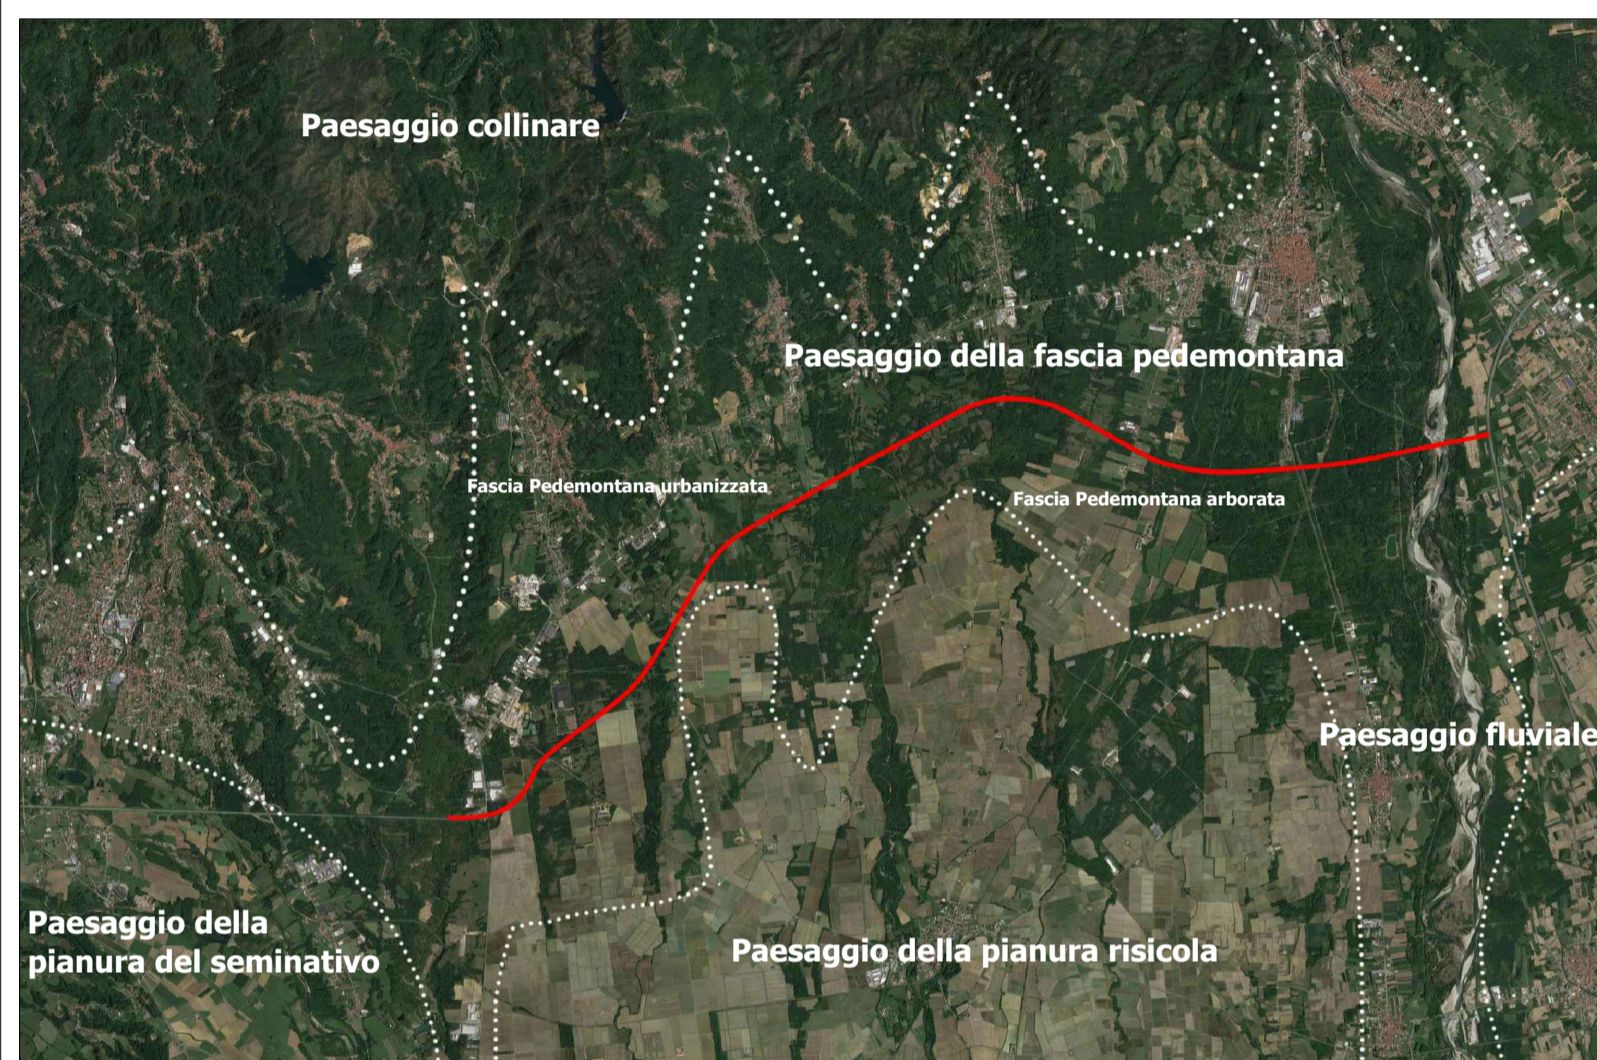 Paesaggio collinare
Paesaggio della fascia pedemontana
Fascia Pedemontana urbanizzata
Fascia Pedemontana arborata
Paesaggio fluviale
Paesaggio della
pianura del seminativo
Paesaggio della pianura risicola